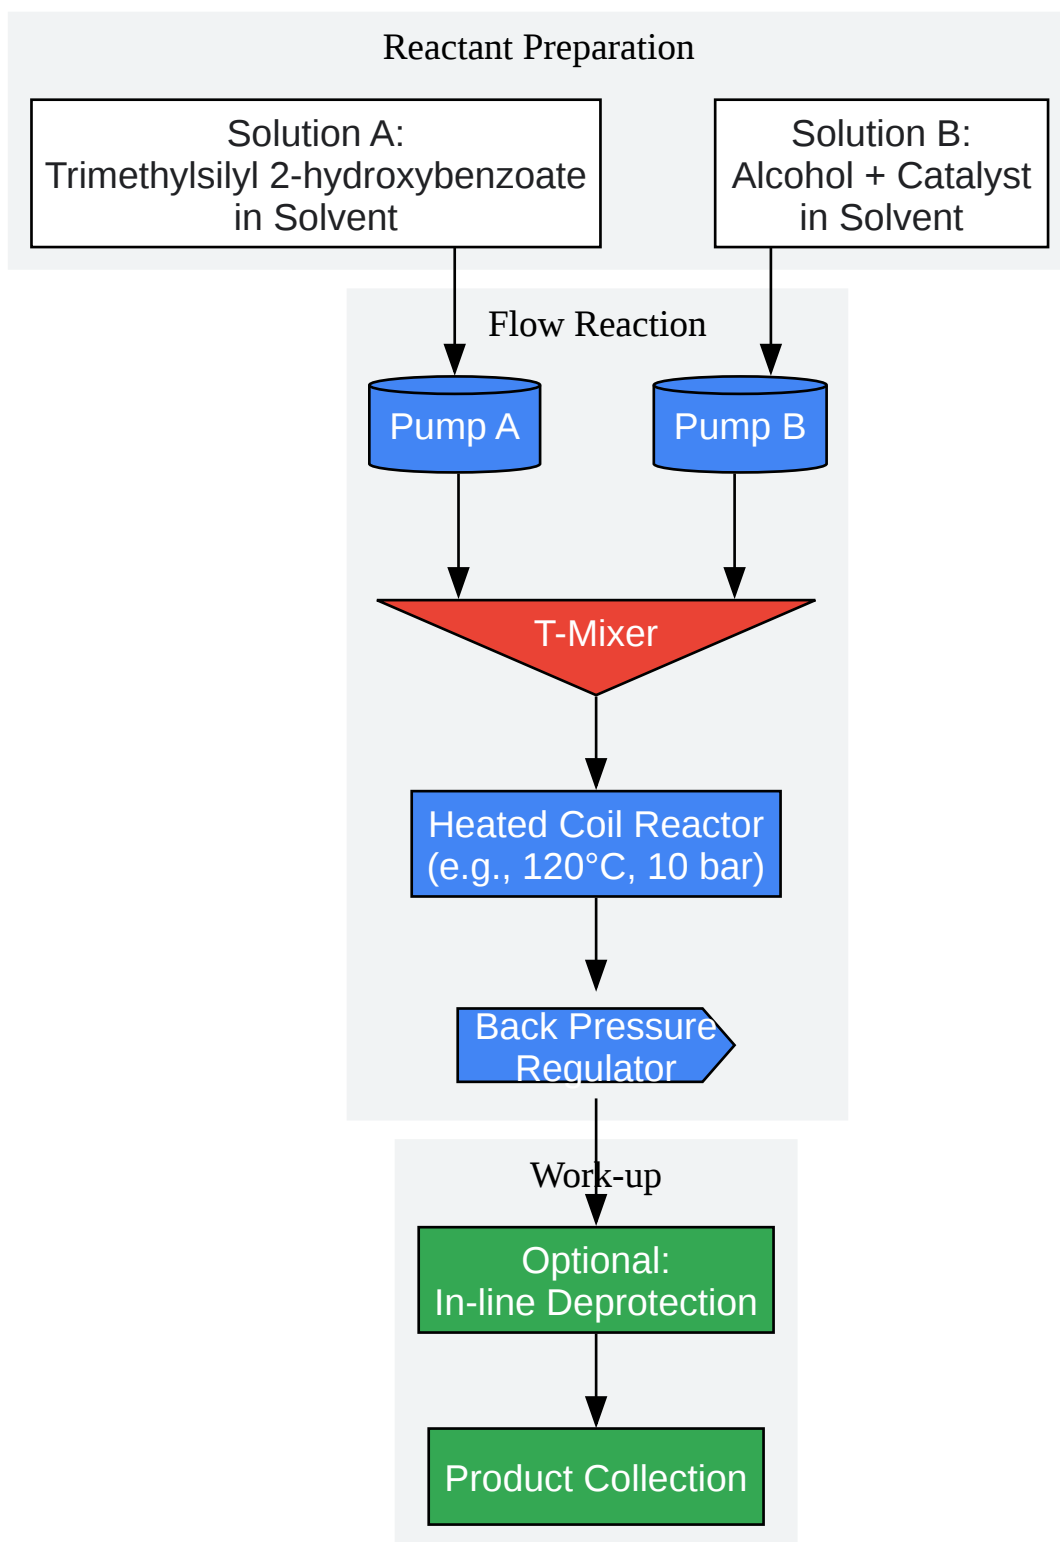 Reactant Preparation
Solution A:
Trimethylsilyl 2-hydroxybenzoate
in Solvent
Solution B:
Alcohol + Catalyst
in Solvent
Flow Reaction
Pump A
Pump B
T-Mixer
Heated Coil Reactor
(e.g., 120°C, 10 bar)
Back Pressure
Regulator
Work-up
Optional:
In-line Deprotection
Product Collection